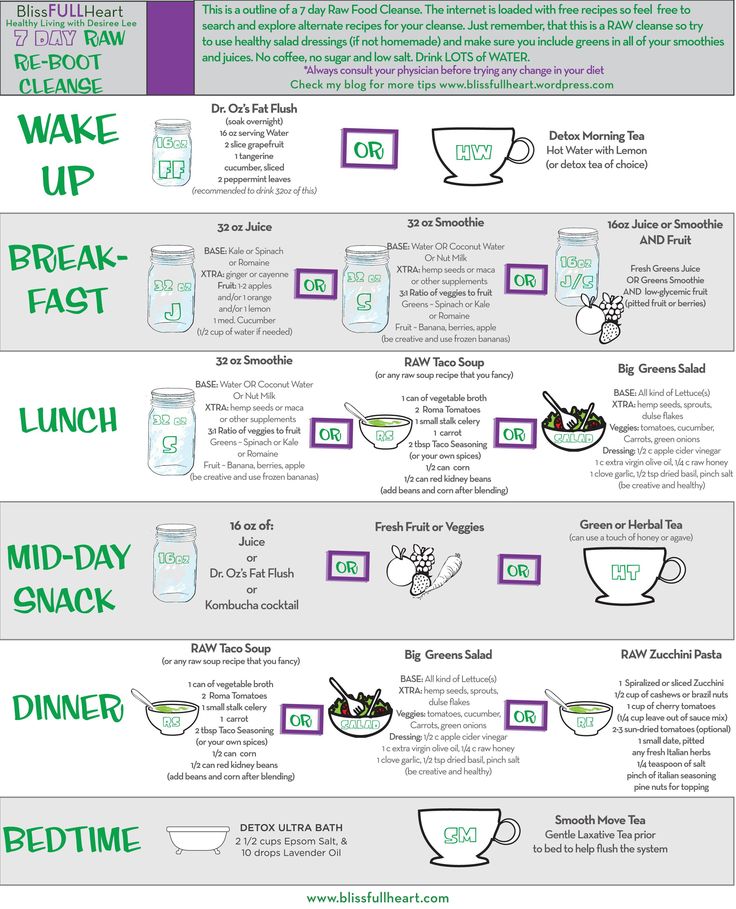 BlissFULLHeart
Healthy Living with Desiree Lee
7 DAY RAW
RE-BOOT
CLEANSE
This is a outline of a 7 day Raw Food Cleanse. The internet is loaded with free recipes so feel free to
search and explore alternate recipes for your cleanse. Just remember, that this is a RAW cleanse so try
to use healthy salad dressings (if not homemade) and make sure you include greens in all of your smoothies
and juices. No coffee, no sugar and low salt. Drink LOTS of WATER.
*Always consult your physician before trying any change in your diet
Check my blog for more tips www.blissfullheart.wordpress.com
WAKE
UP
16oz
FF
Dr. Oz's Fat Flush
(soak overnight)
16 oz serving Water
2 slice grapefruit
1 tangerine
cucumber, sliced
2 peppermint leaves
(recommended to drink 32oz of this)
OR
HW
Detox Morning Tea
Hot Water with Lemon
(or detox tea of choice)
BREAK-
FAST
32 oz
J
32 oz Juice
BASE: Kale or Spinach
or Romaine
XTRA: ginger or cayenne
Fruit: 1-2 apples
and/or 1 orange
and/or 1 lemon
1 med. Cucumber
(1/2 cup of water if needed)
OR
32 oz
S
32 oz Smoothie
BASE: Water OR Coconut Water
Or Nut Milk
XTRA: hemp seeds or maca
or other supplements
3:1 Ratio of veggies to fruit
Greens - Spinach or Kale
or Romaine
Fruit - Banana, berries, apple
(be creative and use frozen bananas)
OR
16oz
J/S
16oz Juice or Smoothie
AND Fruit
Fresh Greens Juice
OR Greens Smoothie
AND low-glycemic fruit
(pitted fruit or berries)
LUNCH
32 oz
S
32 oz Smoothie
BASE: Water OR Coconut Water
Or Nut Milk
XTRA: hemp seeds or maca
or other supplements
3:1 Ratio of veggies to fruit
Greens - Spinach or Kale
or Romaine
Fruit - Banana, berries, apple
(be creative and use frozen bananas)
OR
RS
RAW Taco Soup
(or any raw soup recipe that you fancy)
1 can of vegetable broth
2 Roma Tomatoes
1 small stalk celery
1 carrot
2 tbsp Taco Seasoning
(or your own spices)
1/2 can corn
1/2 can red kidney beans
(add beans and corn after blending)
OR
SALAD
Big Greens Salad
BASE: All kind of Lettuce(s)
XTRA: hemp seeds, sprouts,
dulse flakes
Veggies: tomatoes, cucumber,
Carrots, green onions
Dressing: 1/2 c apple cider vinegar
1 c extra virgin olive oil, 1/4 c raw honey
1 clove garlic, 1/2 tsp dried basil, pinch salt
(be creative and healthy)
MID-DAY
SNACK
16oz
16 oz of:
Juice
or
Dr. Oz's Fat Flush
or
Kombucha cocktail
OR
Fresh Fruit or Veggies
OR
Green or Herbal Tea
(can use a touch of honey or agave)
HT
DINNER
RS
RAW Taco Soup
(or any raw soup recipe that you fancy)
1 can of vegetable broth
2 Roma Tomatoes
1 small stalk celery
1 carrot
2 tbsp Taco Seasoning
(or your own spices)
1/2 can corn
1/2 can red kidney beans
(add beans and corn after blending)
OR
SALAD
Big Greens Salad
BASE: All kind of Lettuce(s)
XTRA: hemp seeds, sprouts,
dulse flakes
Veggies: tomatoes, cucumber,
Carrots, green onions
Dressing: 1/2 c apple cider vinegar
1 c extra virgin olive oil, 1/4 c raw honey
1 clove garlic, 1/2 tsp dried basil, pinch salt
(be creative and healthy)
OR
RE
RAW Zucchini Pasta
1 Spiralized or sliced Zucchini
1/2 cup of cashews or brazil nuts
1 cup of cherry tomatoes
(1/4 cup leave out of sauce mix)
2-3 sun-dried tomatoes (optional)
1 small date, pitted
any fresh Italian herbs
1/4 teaspoon of salt
pinch of italian seasoning
pine nuts for topping
BEDTIME
DETOX ULTRA BATH
2 1/2 cups Epsom Salt, &
10 drops Lavender Oil
SM
Smooth Move Tea
Gentle Laxative Tea prior
to bed to help flush the system
www.blissfullheart.com